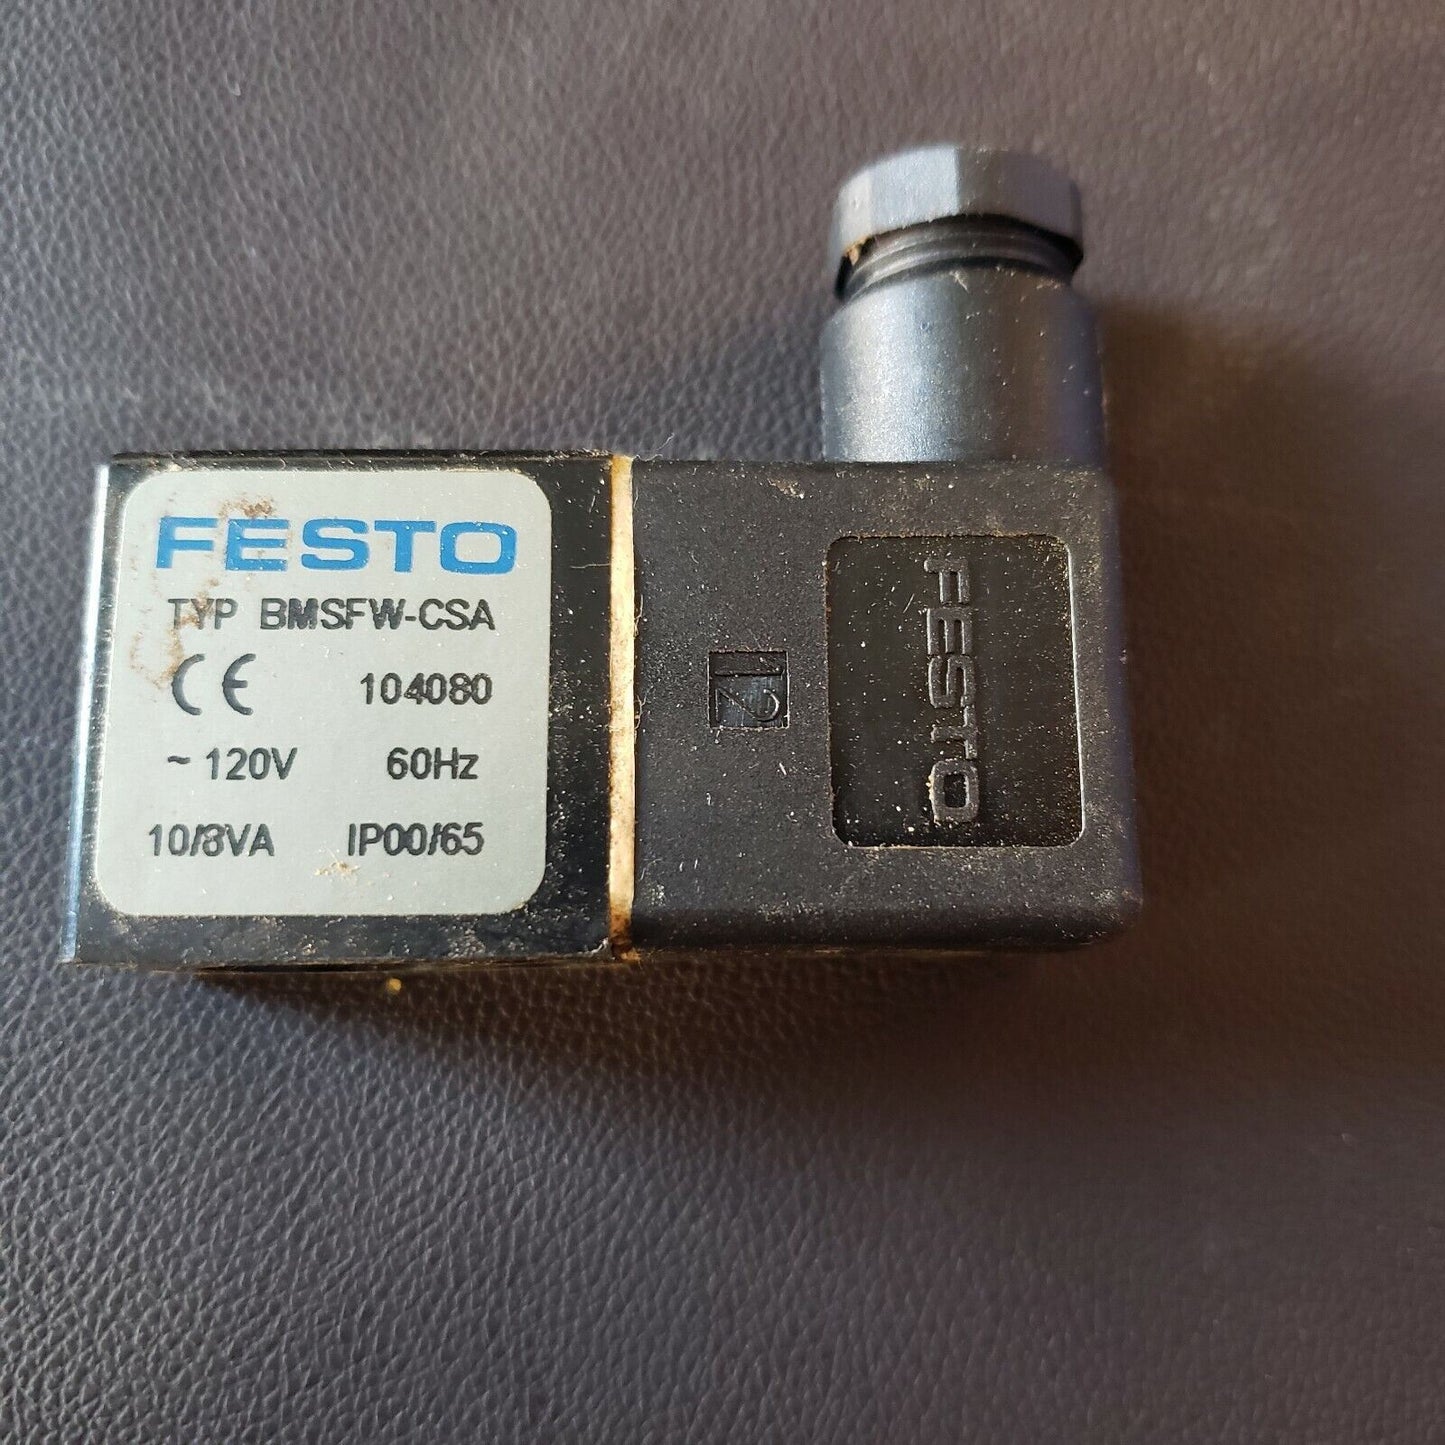 FESTO
TYP BMSFW-CSA
CE 104080
~ 120V 60Hz
10/8VA IP00/65
FESTO